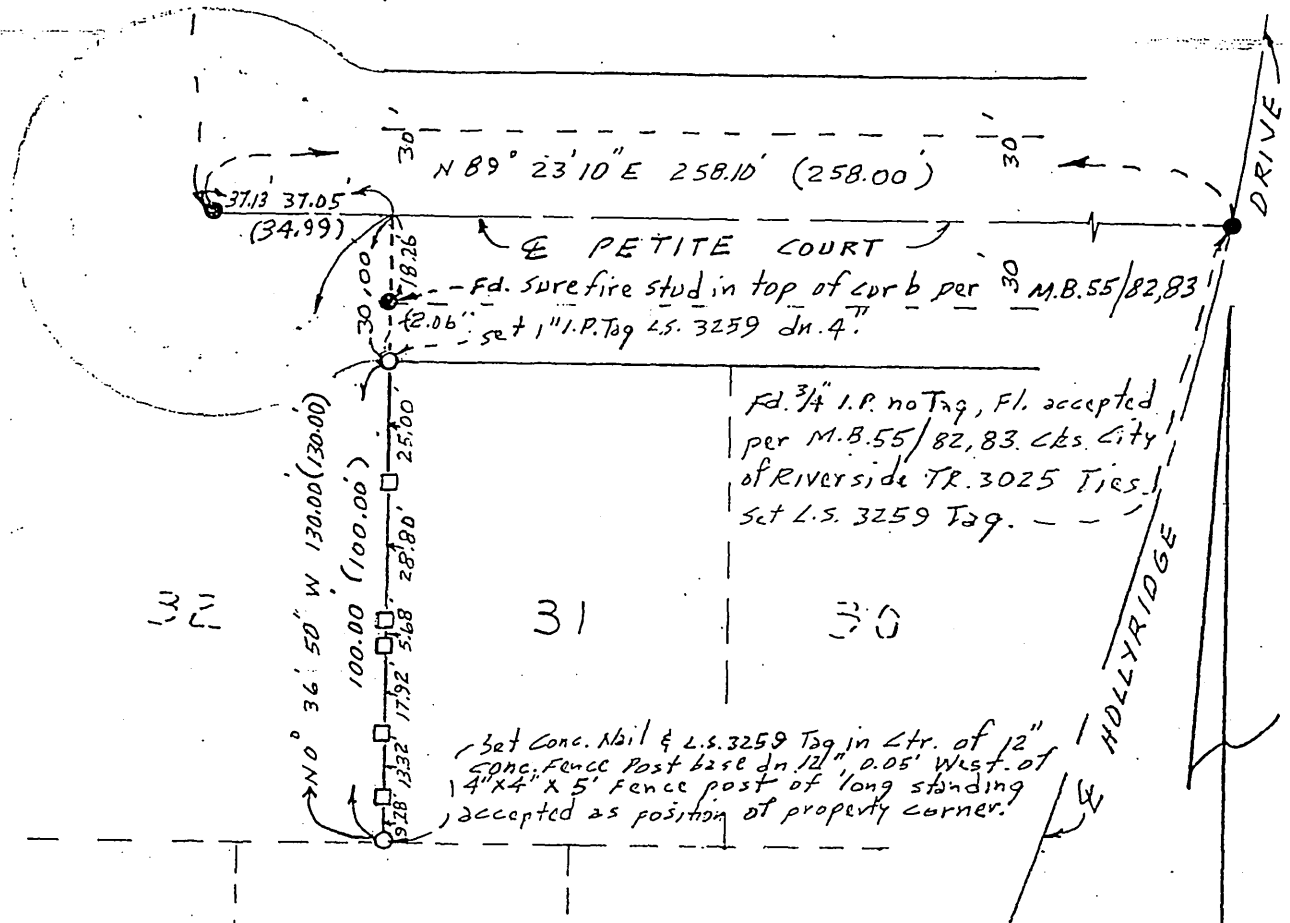 30'
30'
N 89° 23' 10" E 258.10' (258.00')
DRIVE
37.13' 37.05'
(34.99)
℄ PETITE COURT
18.26'
30.00'
Fd. surefire stud in top of curb per M.B.55/82,83
30
(2.06')
set 1" I.P. Tag L.S. 3259 dn. 4"
Fd. 3/4" I.P. no Tag, Fl. accepted
per M.B.55/82,83. Cks. City
of Riverside TR. 3025 Ties.
set L.S. 3259 Tag.
N 0° 36' 50" W 130.00' (130.00')
100.00' (100.00')
25.00'
28.80'
5.68'
17.92'
13.32'
9.28'
32
31
30
℄ HOLLYRIDGE
Set Conc. Nail & L.S.3259 Tag in Ctr. of 12"
Conc. Fence Post base dn. 12", 0.05' West. of
4"X4" X 5' Fence post of long standing
accepted as position of property corner.